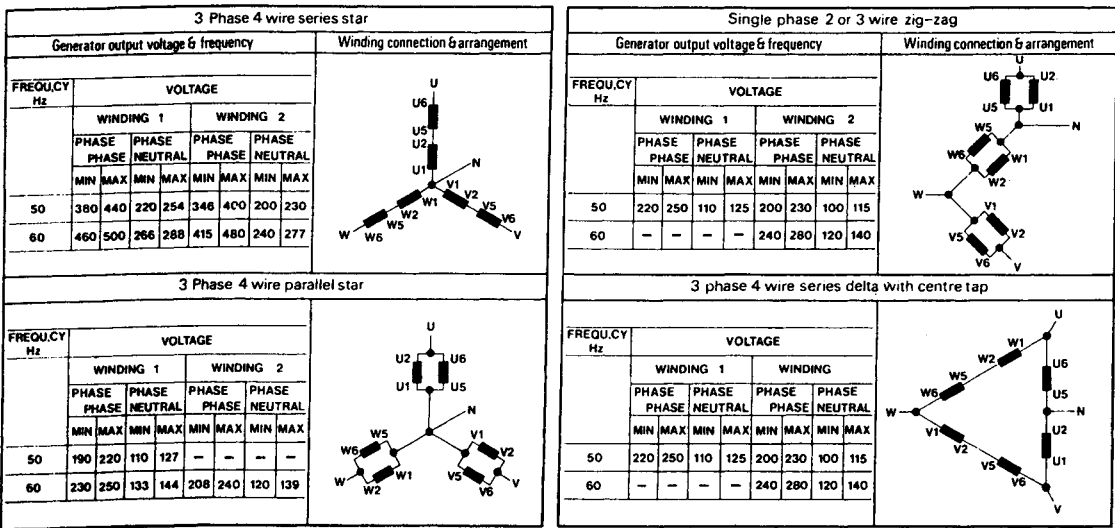 3 Phase 4 wire series star
Generator output voltage & frequency
Winding connection & arrangement
FREQU,CY
Hz
VOLTAGE
WINDING 1 WINDING 2
PHASE PHASE PHASE PHASE
PHASE NEUTRAL PHASE NEUTRAL
MIN MAX MIN MAX MIN MAX MIN MAX
50 380 440 220 254 346 400 200 230
60 460 500 266 288 415 480 240 277
U
U6
U5
U2
U1
N
V1
V2
V5
V6
V
W1
W2
W5
W6
W
Single phase 2 or 3 wire zig-zag
Generator output voltage & frequency
Winding connection & arrangement
FREQU,CY
Hz
VOLTAGE
WINDING 1 WINDING 2
PHASE PHASE PHASE PHASE
PHASE NEUTRAL PHASE NEUTRAL
MIN MAX MIN MAX MIN MAX MIN MAX
50 220 250 110 125 200 230 100 115
60 – – – – 240 280 120 140
U
U6 U2
U5 U1
N
W5
W6 W1
W2
W
V1
V5 V2
V6
V
3 Phase 4 wire parallel star
FREQU,CY
Hz
VOLTAGE
WINDING 1 WINDING 2
PHASE PHASE PHASE PHASE
PHASE NEUTRAL PHASE NEUTRAL
MIN MAX MIN MAX MIN MAX MIN MAX
50 190 220 110 127 – – – –
60 230 250 133 144 208 240 120 139
U
U2 U6
U1 U5
N
W5 V1
W6 V2
W1 V5
W2 V6
W V
3 phase 4 wire series delta with centre tap
FREQU,CY
Hz
VOLTAGE
WINDING 1 WINDING
PHASE PHASE PHASE PHASE
PHASE NEUTRAL PHASE NEUTRAL
MIN MAX MIN MAX MIN MAX MIN MAX
50 220 250 110 125 200 230 100 115
60 – – – – 240 280 120 140
U
W1
W2
U6
W5
U5
W6
W N
V1
U2
V2
U1
V5
V6
V